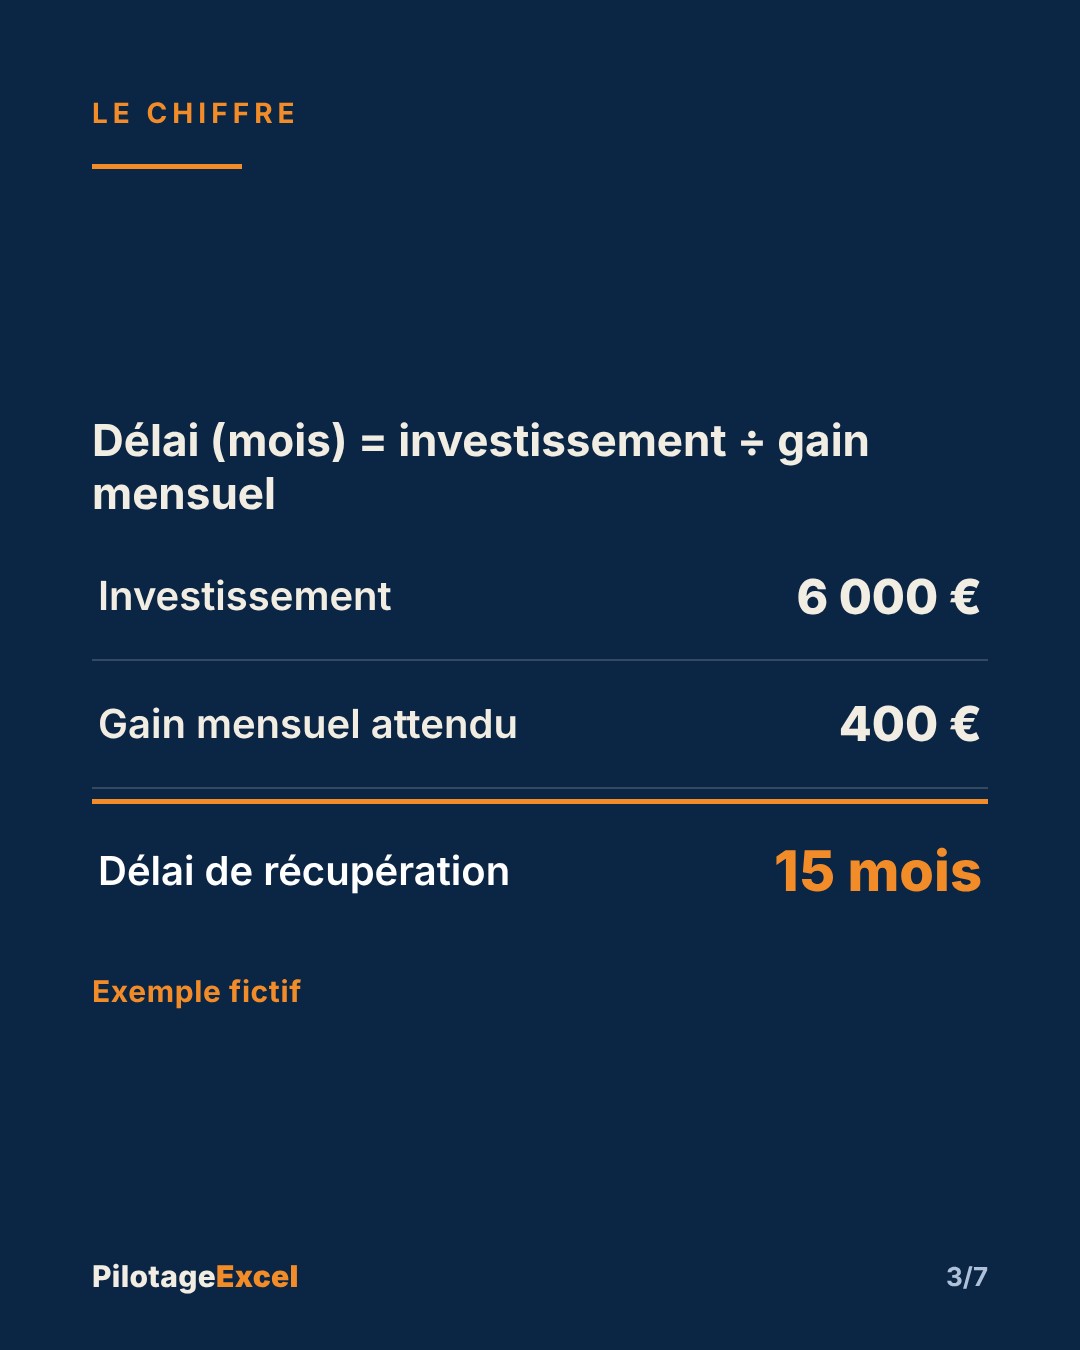 LE CHIFFRE
Délai (mois) = investissement ÷ gain
mensuel
Investissement 6 000 €
Gain mensuel attendu 400 €
Délai de récupération 15 mois
Exemple fictif
PilotageExcel 3/7